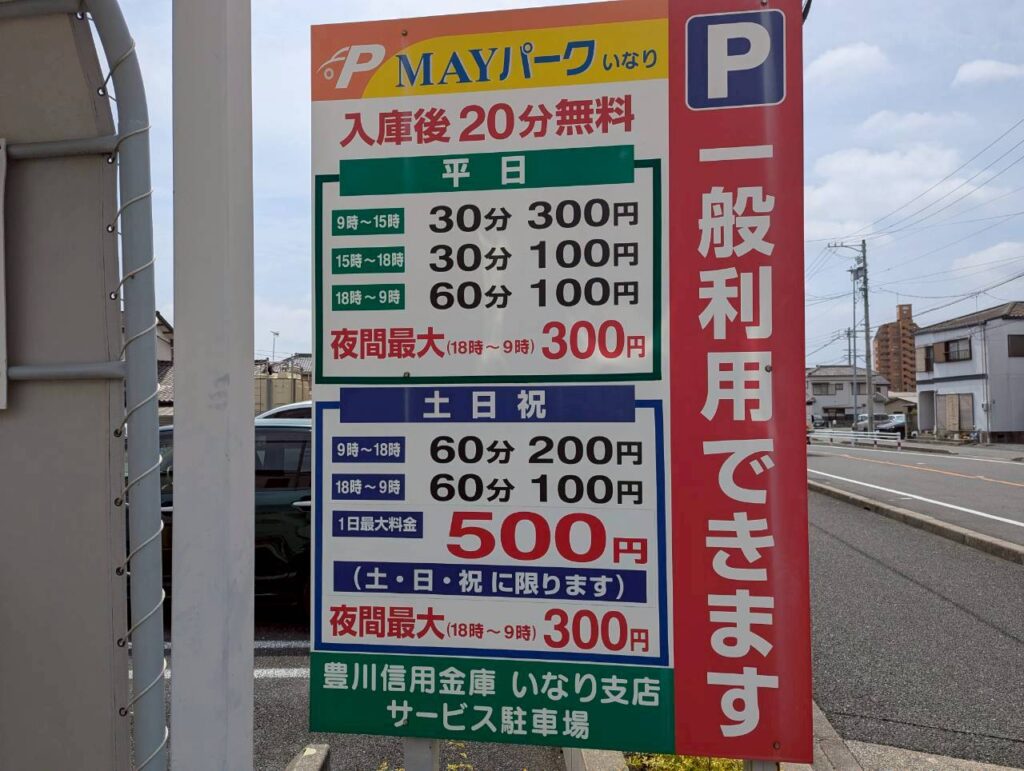 P MAYパーク いなり
入庫後20分無料
平日
9時～15時 30分 300円
15時～18時 30分 100円
18時～9時 60分 100円
夜間最大(18時～9時) 300円
土日祝
9時～18時 60分 200円
18時～9時 60分 100円
1日最大料金 500円
（土・日・祝に限ります）
夜間最大(18時～9時) 300円
豊川信用金庫 いなり支店
サービス駐車場
P
一般利用できます